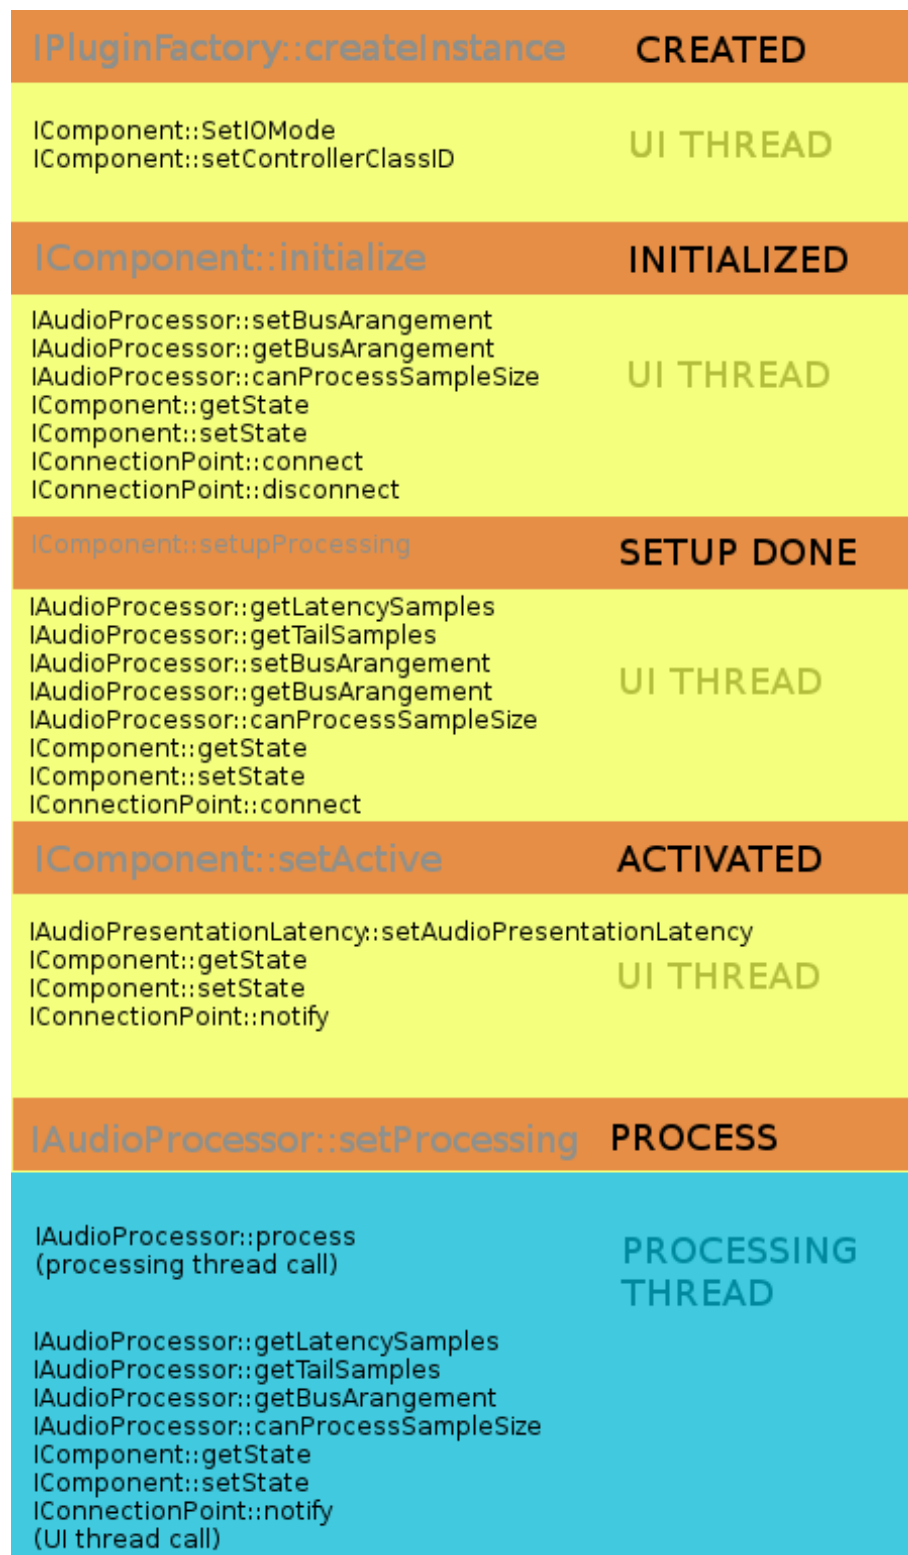 IPluginFactory::createInstance CREATED
IComponent::SetIOMode
IComponent::setControllerClassID
UI THREAD
IComponent::initialize INITIALIZED
IAudioProcessor::setBusArangement
IAudioProcessor::getBusArangement
IAudioProcessor::canProcessSampleSize
IComponent::getState
IComponent::setState
IConnectionPoint::connect
IConnectionPoint::disconnect
UI THREAD
IComponent::setupProcessing SETUP DONE
IAudioProcessor::getLatencySamples
IAudioProcessor::getTailSamples
IAudioProcessor::setBusArangement
IAudioProcessor::getBusArangement
IAudioProcessor::canProcessSampleSize
IComponent::getState
IComponent::setState
IConnectionPoint::connect
UI THREAD
IComponent::setActive ACTIVATED
IAudioPresentationLatency::setAudioPresentationLatency
IComponent::getState
IComponent::setState
IConnectionPoint::notify
UI THREAD
IAudioProcessor::setProcessing PROCESS
IAudioProcessor::process
(processing thread call)
PROCESSING
THREAD
IAudioProcessor::getLatencySamples
IAudioProcessor::getTailSamples
IAudioProcessor::getBusArangement
IAudioProcessor::canProcessSampleSize
IComponent::getState
IComponent::setState
IConnectionPoint::notify
(UI thread call)